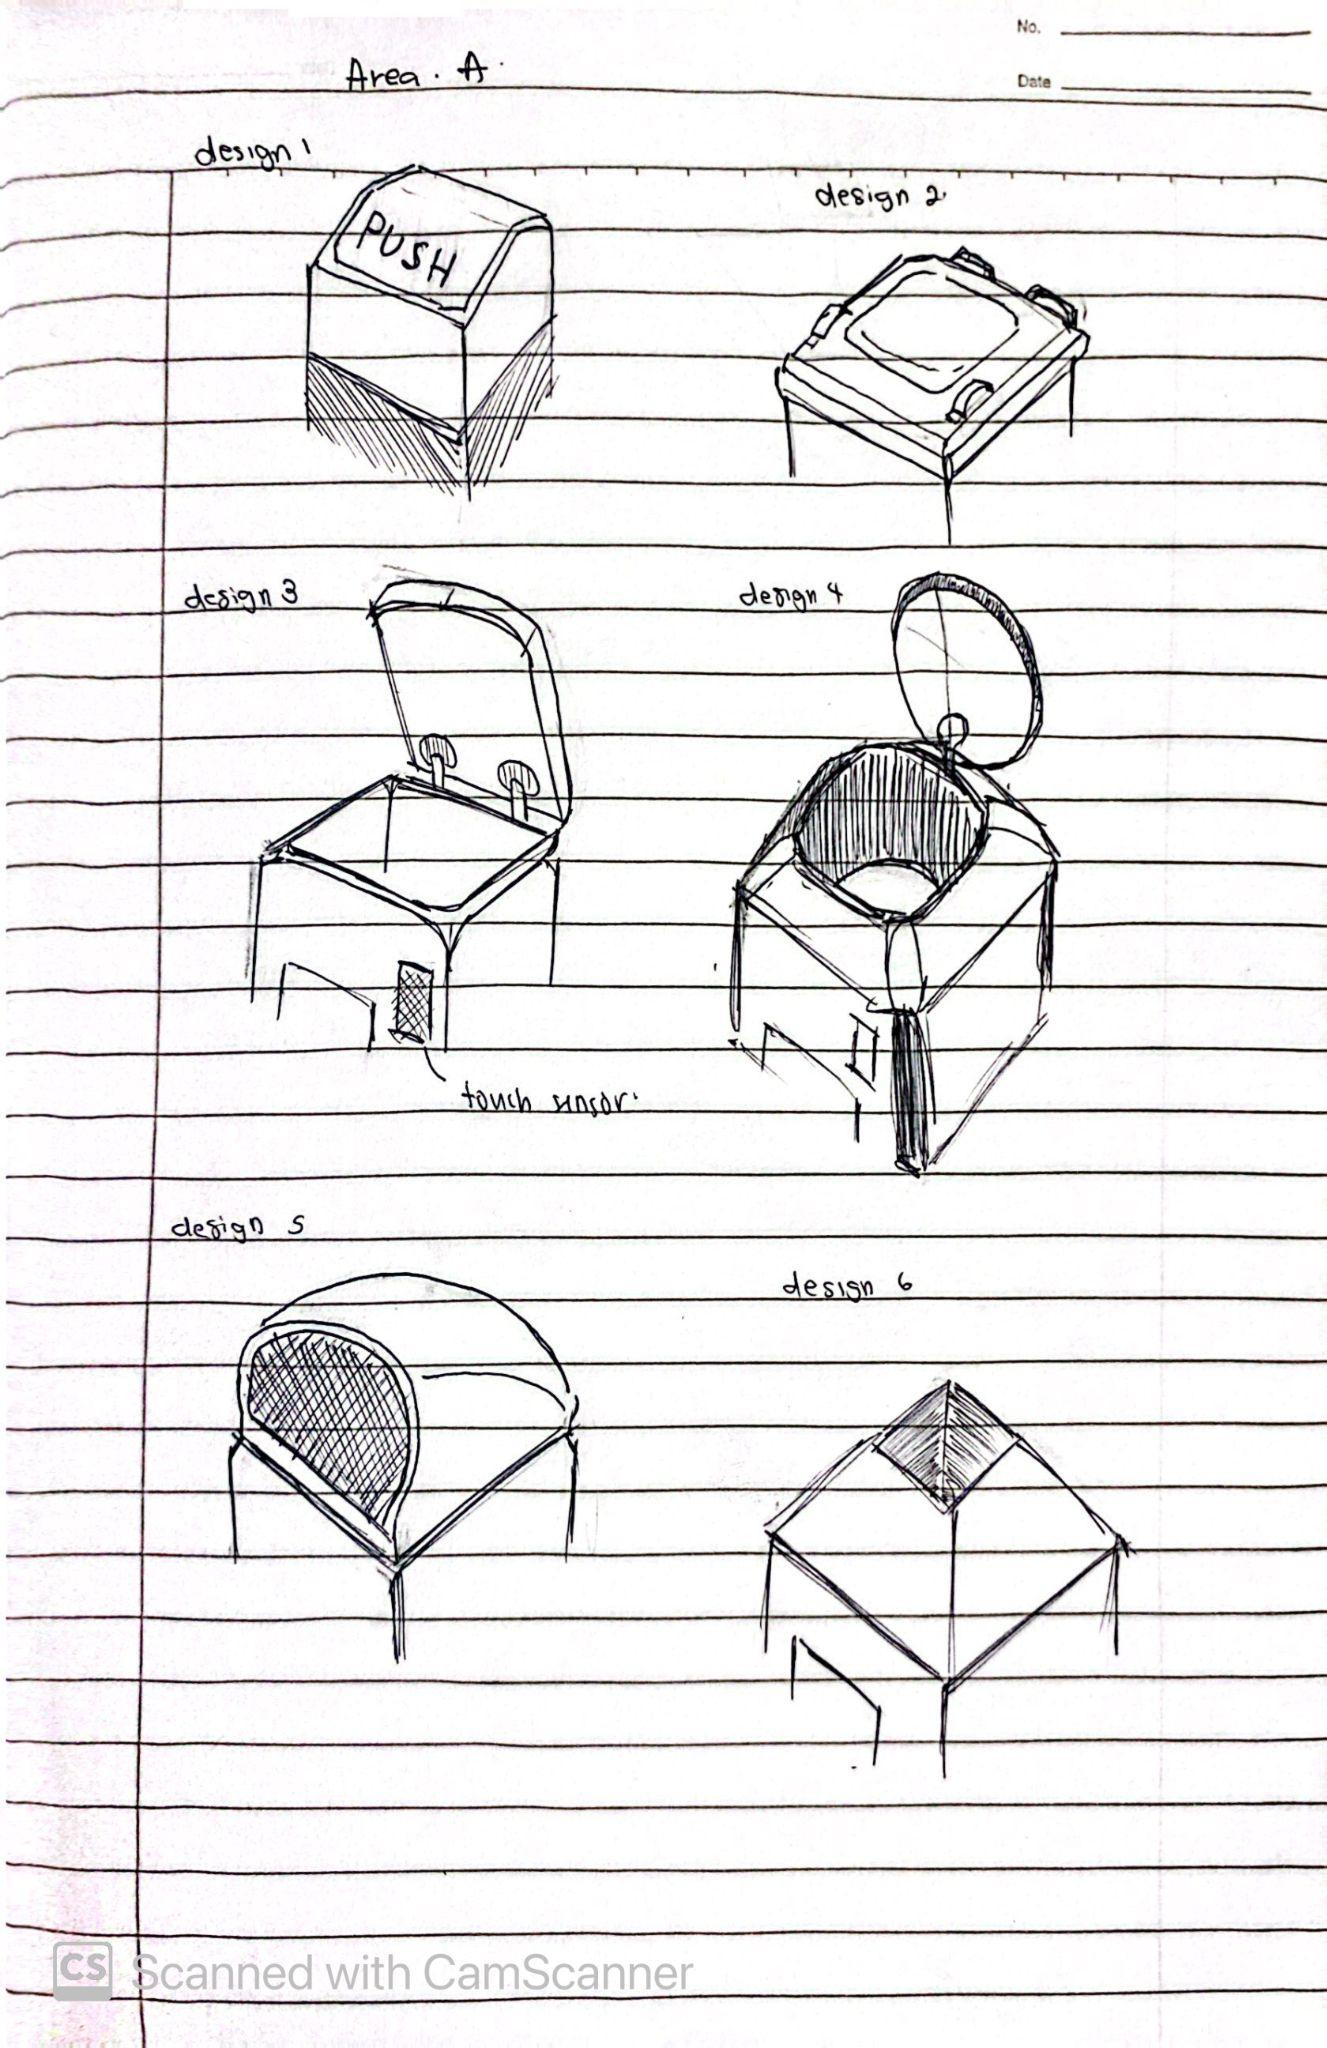 No.
Area. A.
Date
design 1
design 2.
PUSH
design 3
design 4
touch sensor.
design 5
design 6
CS Scanned with CamScanner